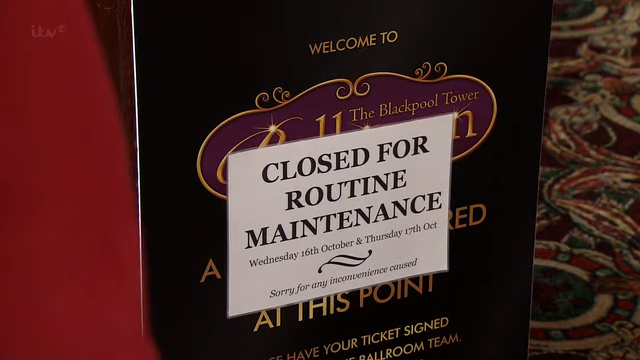 itv
WELCOME TO
The Blackpool Tower
CLOSED FOR
ROUTINE
MAINTENANCE
Wednesday 16th October & Thursday 17th Oct
Sorry for any inconvenience caused
A
RED
AT THIS POINT
HAVE YOUR TICKET SIGNED
BALLROOM TEAM.